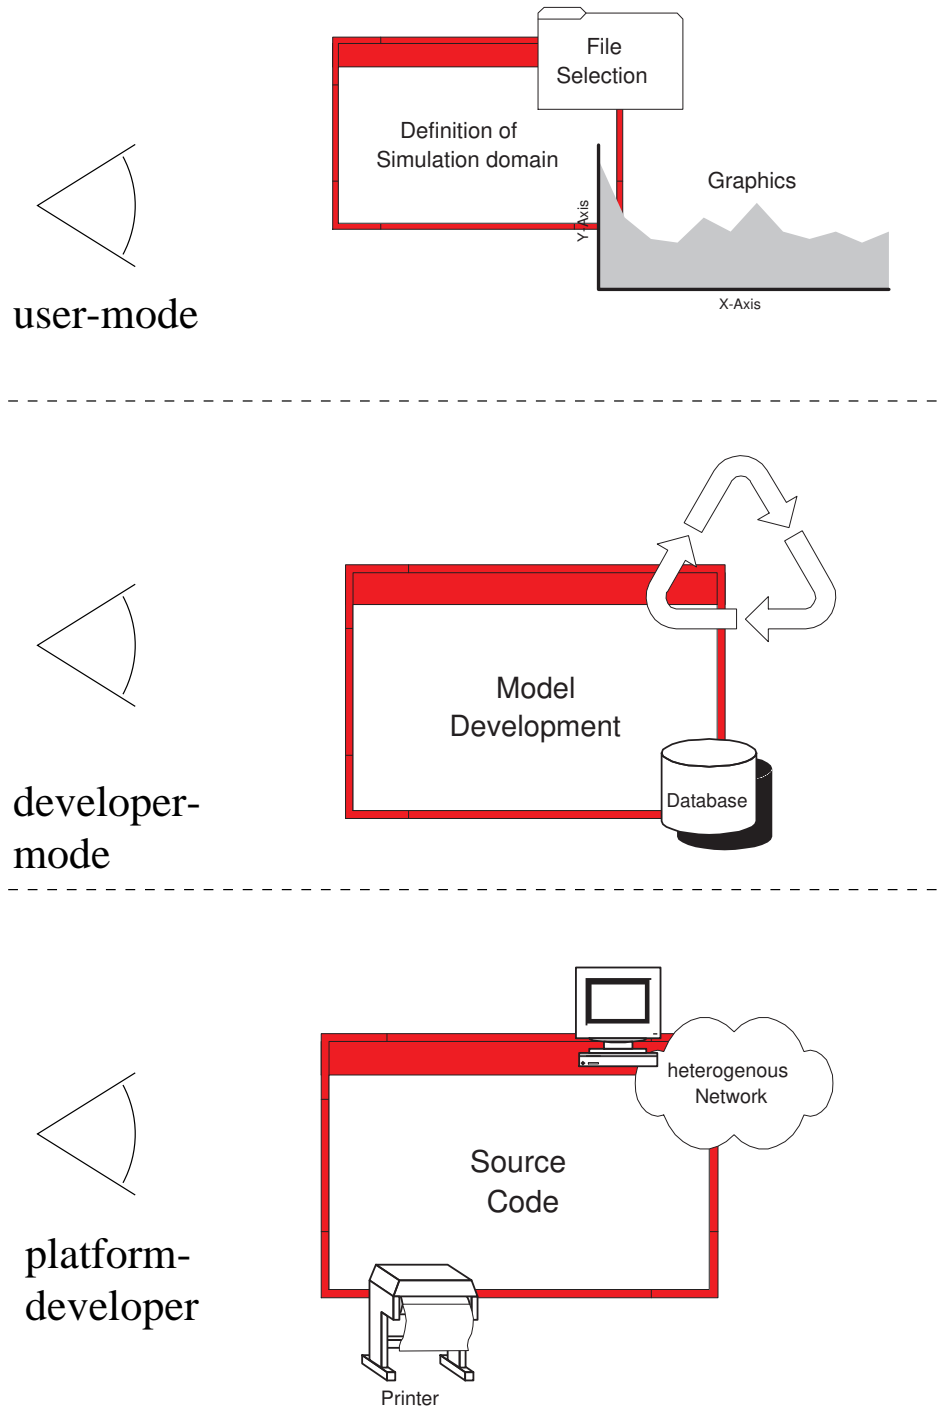 File
Selection
Definition of
Simulation domain
Graphics
Y-Axis
X-Axis
user-mode
Model
Development
Database
developer-
mode
heterogenous
Network
Source
Code
platform-
developer
Printer